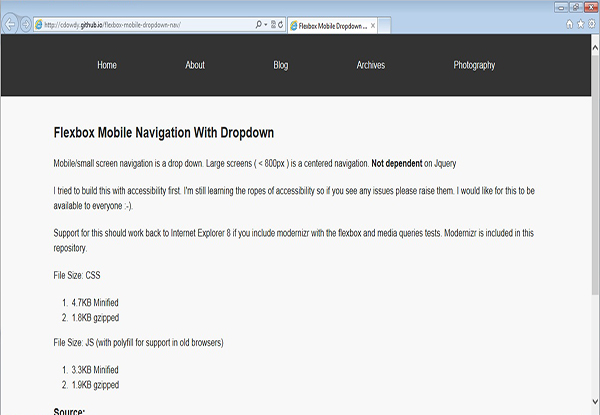 http://cdowdy.github.io/flexbox-mobile-dropdown-nav/
Flexbox Mobile Dropdown...
Home About Blog Archives Photography
Flexbox Mobile Navigation With Dropdown
Mobile/small screen navigation is a drop down. Large screens ( < 800px ) is a centered navigation. Not dependent on Jquery
I tried to build this with accessibility first. I'm still learning the ropes of accessibility so if you see any issues please raise them. I would like for this to be
available to everyone :-).
Support for this should work back to Internet Explorer 8 if you include modernizr with the flexbox and media queries tests. Modernizr is included in this
repository.
File Size: CSS
1. 4.7KB Minified
2. 1.8KB gzipped
File Size: JS (with polyfill for support in old browsers)
1. 3.3KB Minified
2. 1.9KB gzipped
Source: